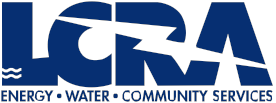 LCRA
ENERGY • WATER • COMMUNITY SERVICES